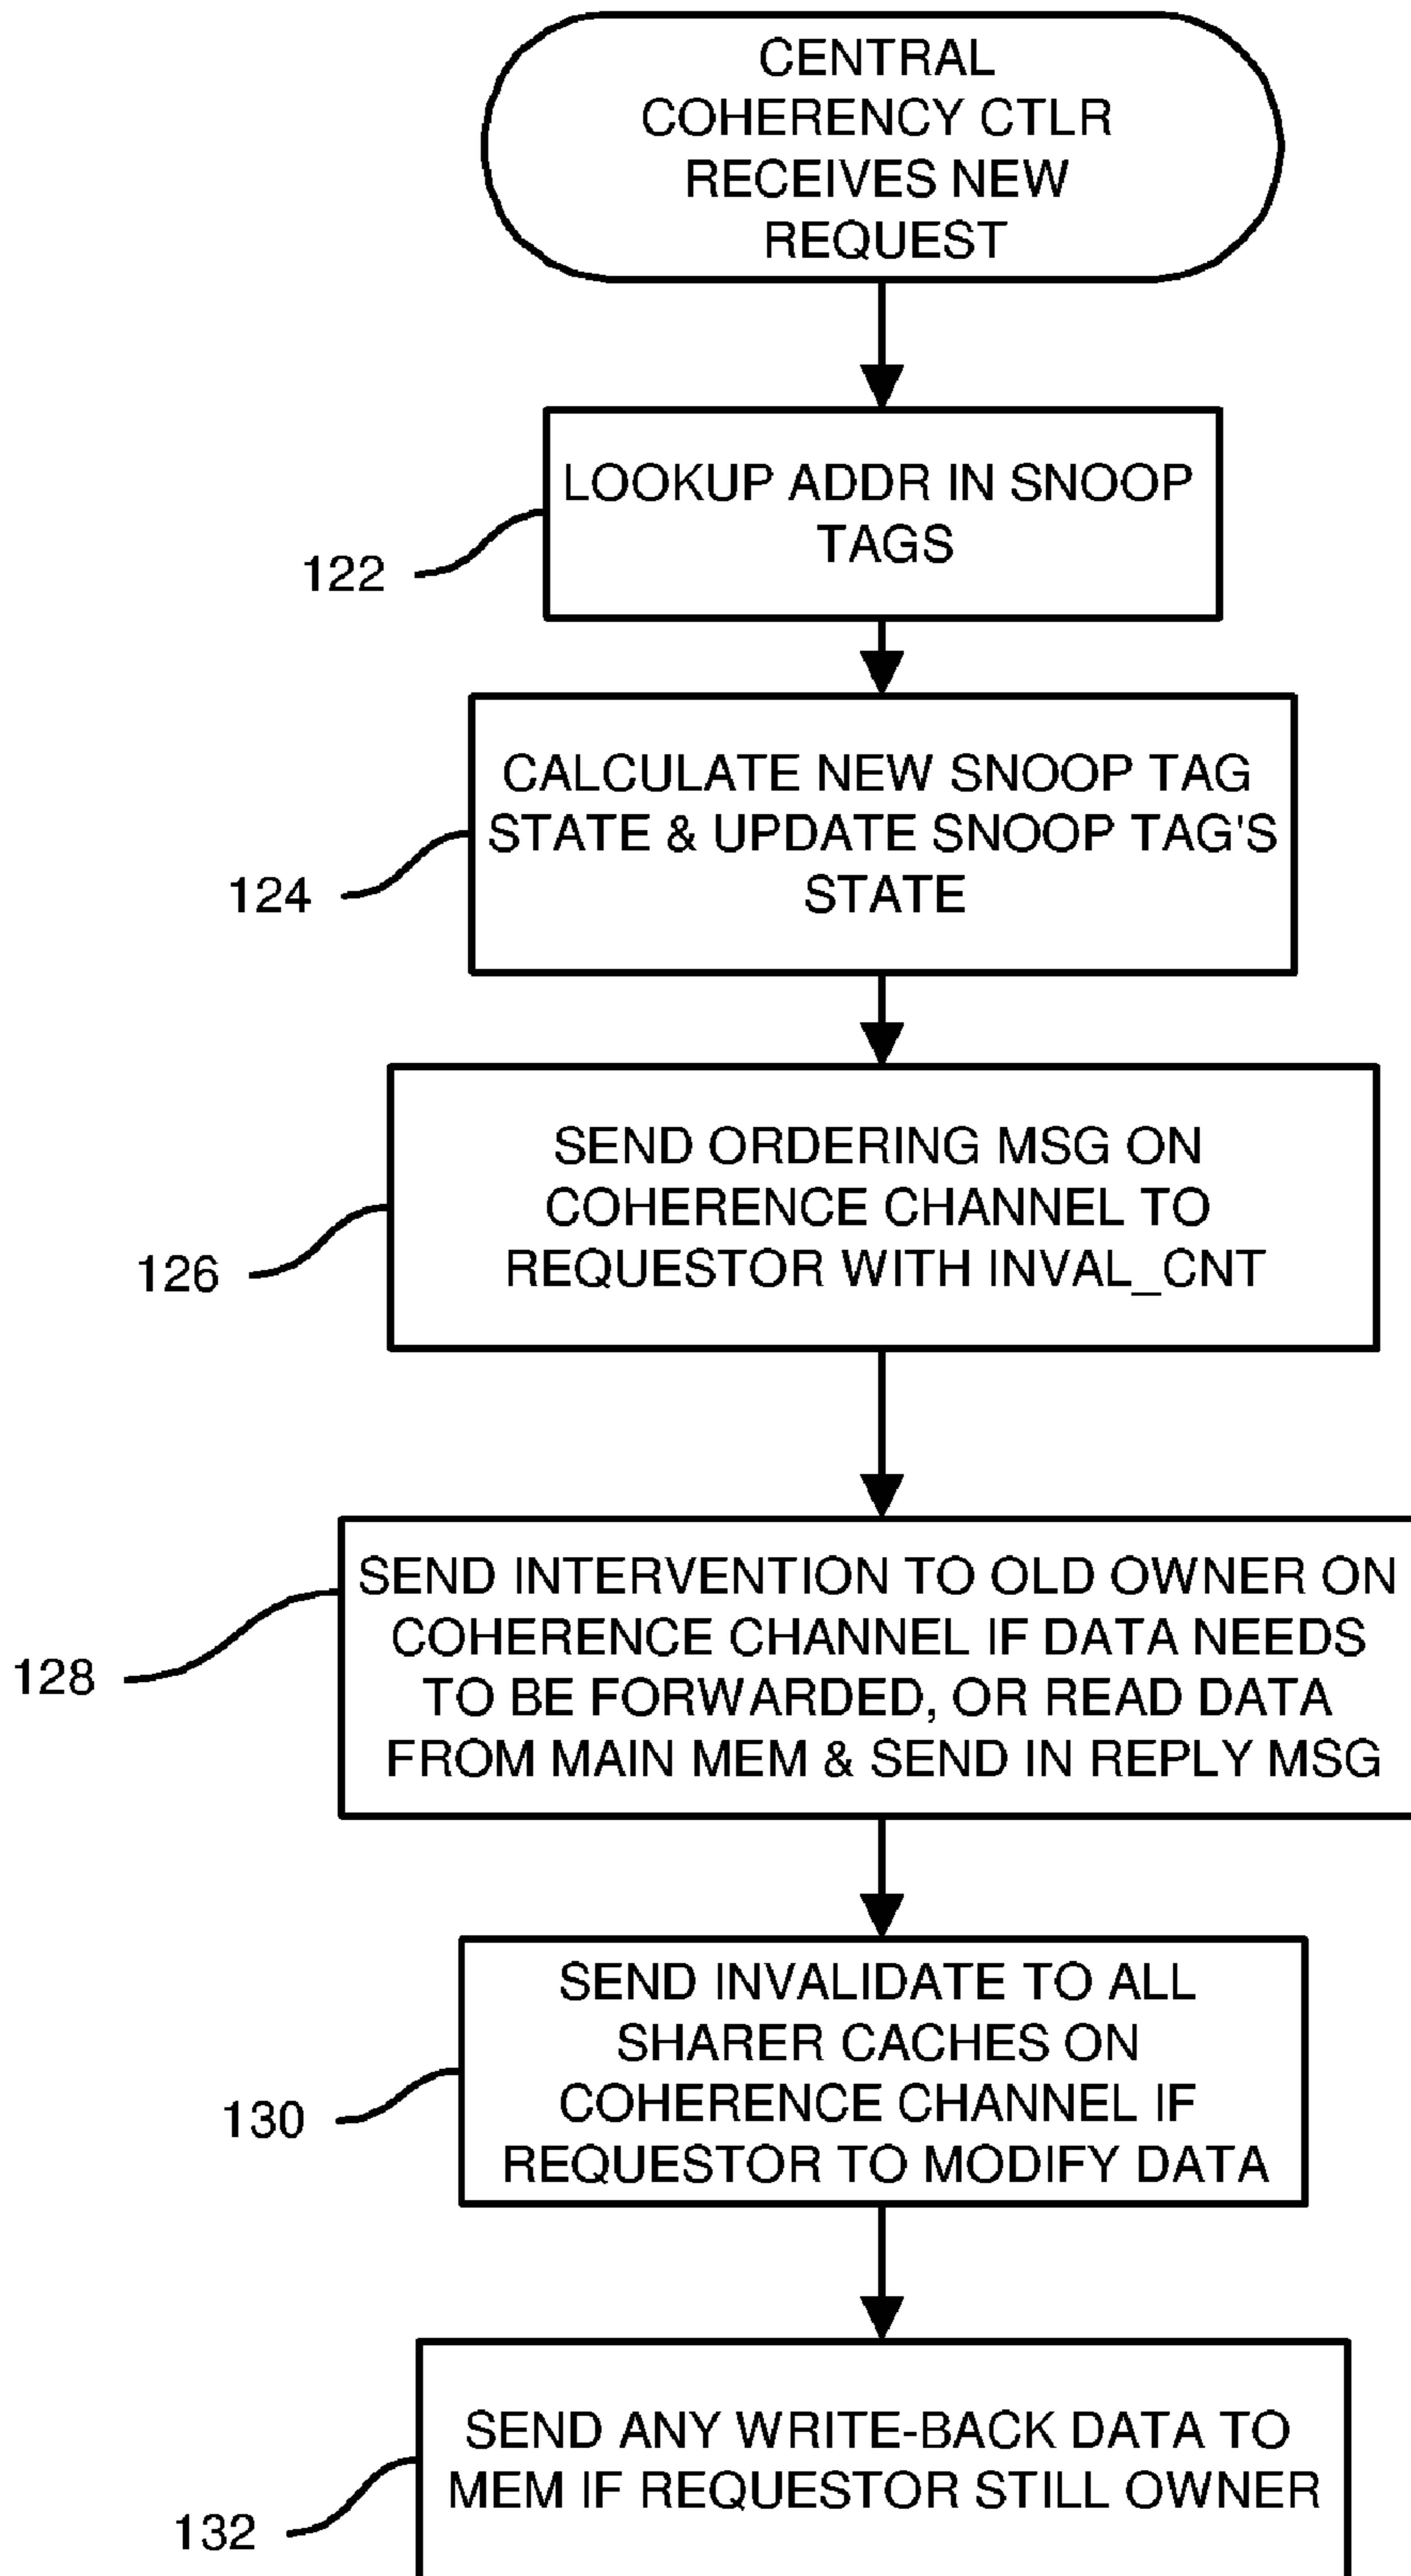 CENTRAL
COHERENCY CTLR
RECEIVES NEW
REQUEST
LOOKUP ADDR IN SNOOP
TAGS
122
CALCULATE NEW SNOOP TAG
STATE & UPDATE SNOOP TAG'S
STATE
124
SEND ORDERING MSG ON
COHERENCE CHANNEL TO
REQUESTOR WITH INVAL_CNT
126
SEND INTERVENTION TO OLD OWNER ON
COHERENCE CHANNEL IF DATA NEEDS
TO BE FORWARDED, OR READ DATA
FROM MAIN MEM & SEND IN REPLY MSG
128
SEND INVALIDATE TO ALL
SHARER CACHES ON
COHERENCE CHANNEL IF
REQUESTOR TO MODIFY DATA
130
SEND ANY WRITE-BACK DATA TO
MEM IF REQUESTOR STILL OWNER
132